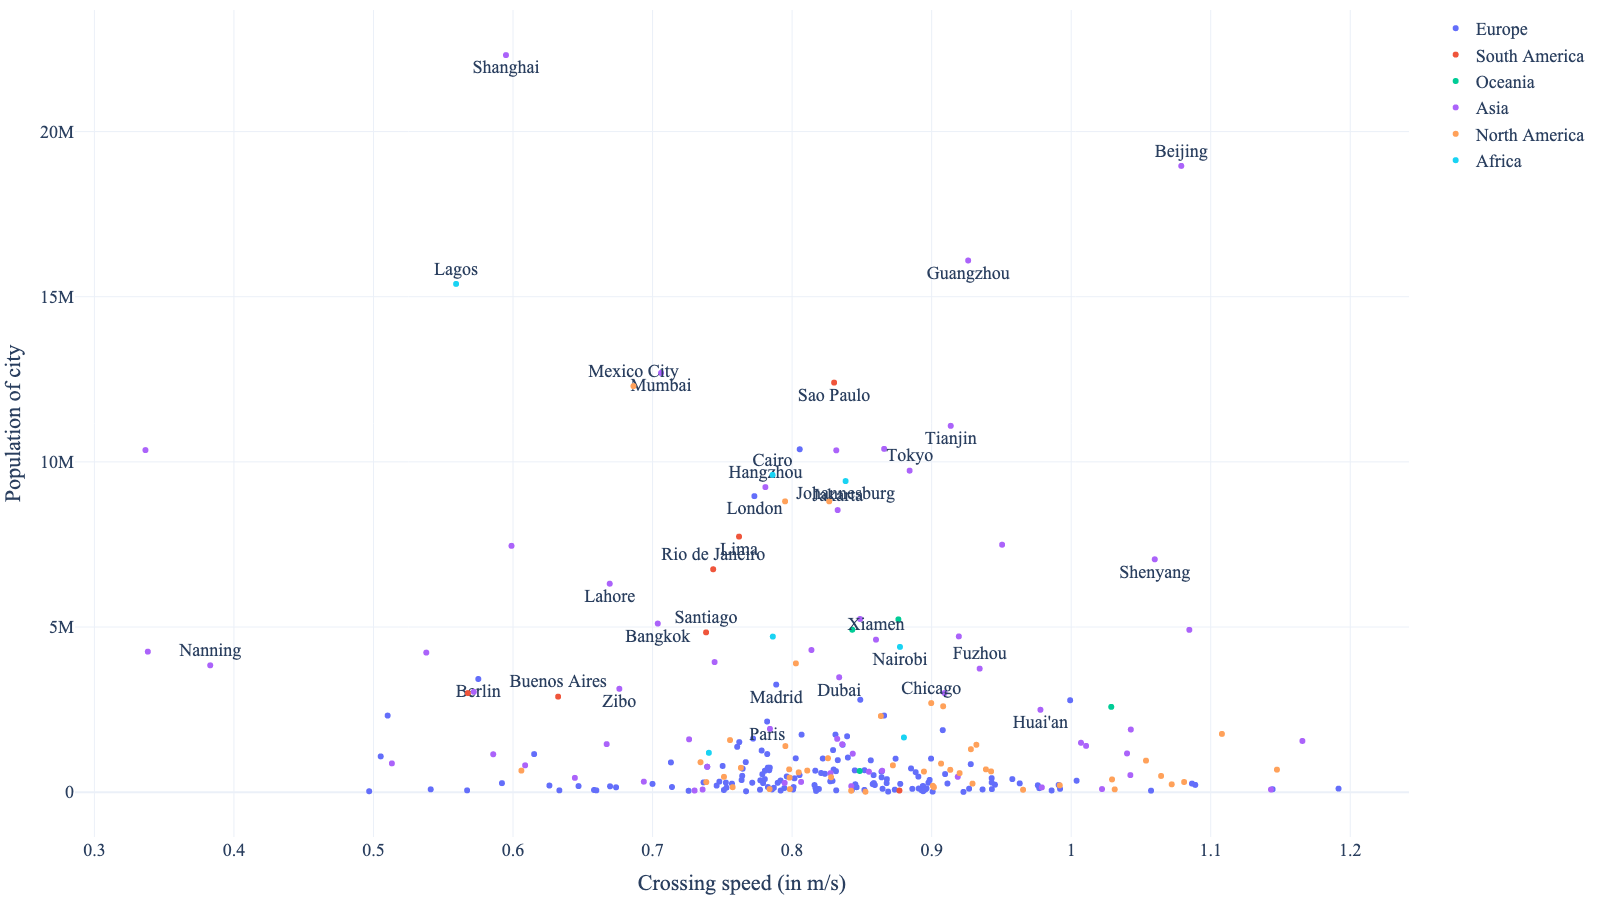 Europe
South America
Oceania
Asia
North America
Africa
Shanghai
20M
Beijing
Lagos
Guangzhou
15M
Mexico City
Mumbai
Sao Paulo
Tianjin
Tokyo
10M
Cairo
Hangzhou
Johannesburg
Jakarta
London
Lima
Rio de Janeiro
Shenyang
Lahore
Santiago
5M
Xiamen
Bangkok
Nanning
Nairobi
Fuzhou
Buenos Aires
Berlin
Zibo
Madrid
Dubai
Chicago
Huai'an
Paris
0
0.3
0.4
0.5
0.6
0.7
0.8
0.9
1
1.1
1.2
Crossing speed (in m/s)
Population of city